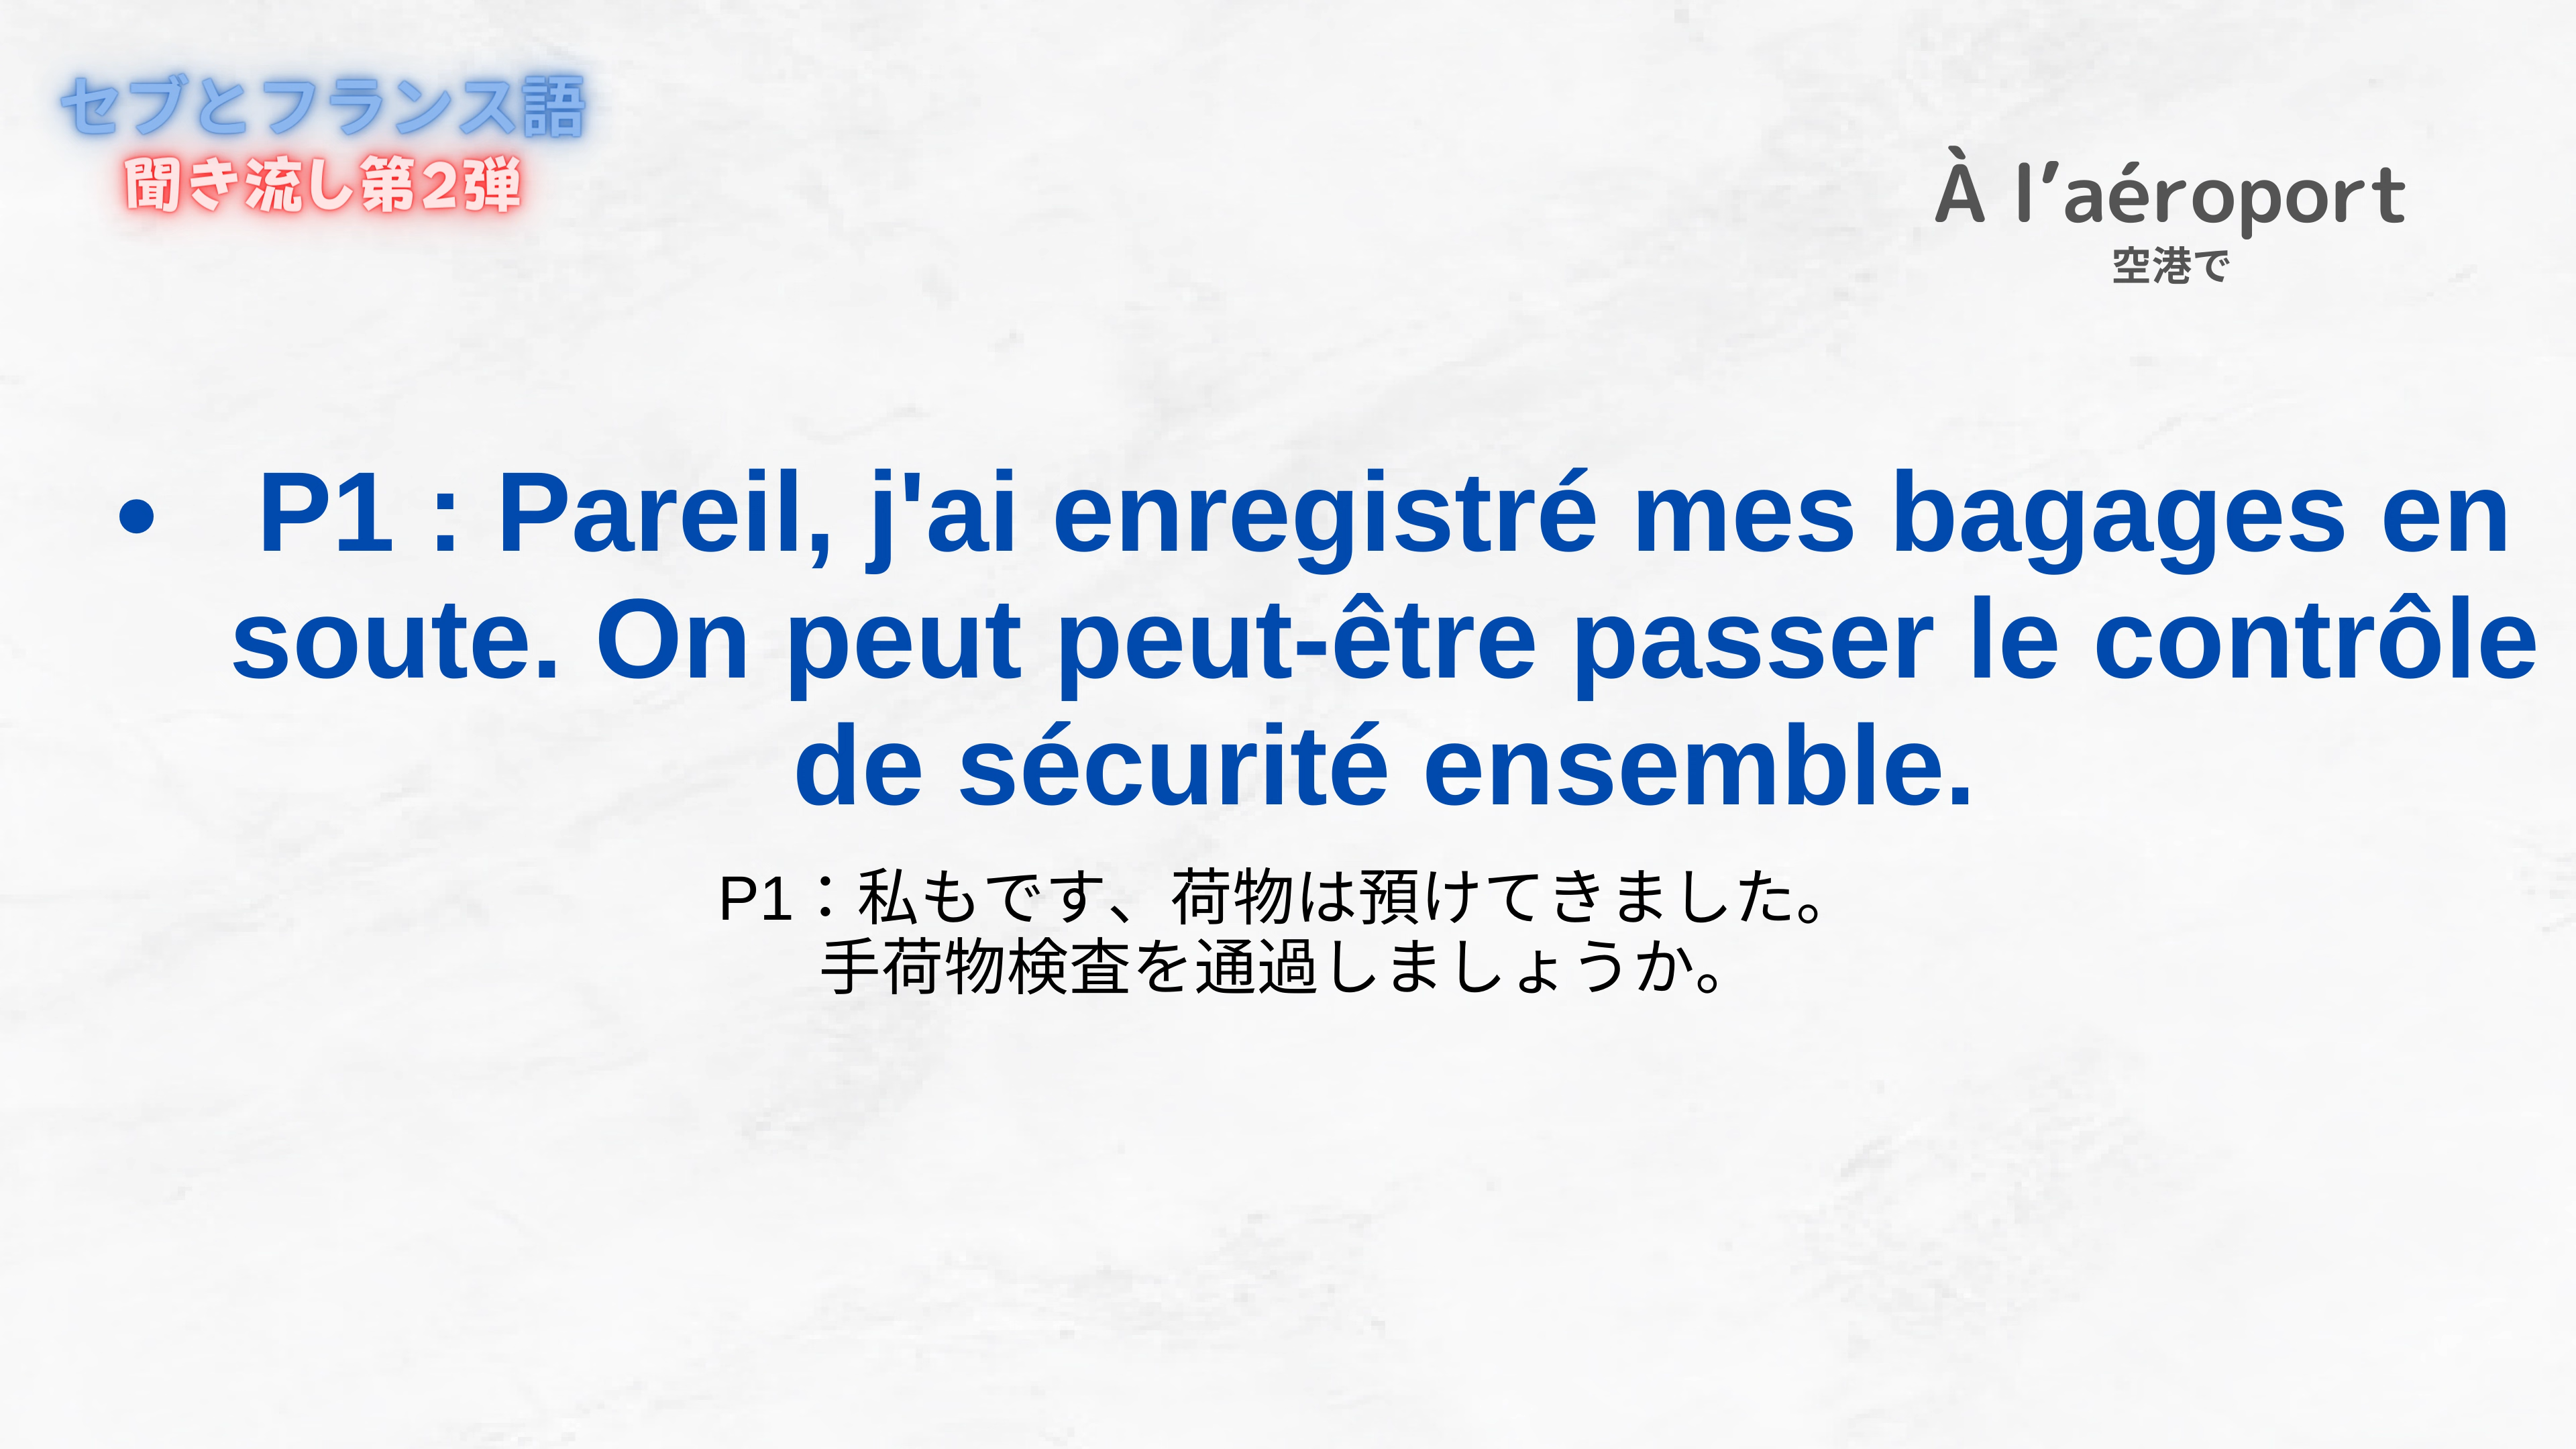 セブとフランス語
聞き流し第2弾
À l’aéroport
空港で
• P1 : Pareil, j'ai enregistré mes bagages en
soute. On peut peut-être passer le contrôle
de sécurité ensemble.
P1：私もです、荷物は預けてきました。
手荷物検査を通過しましょうか。